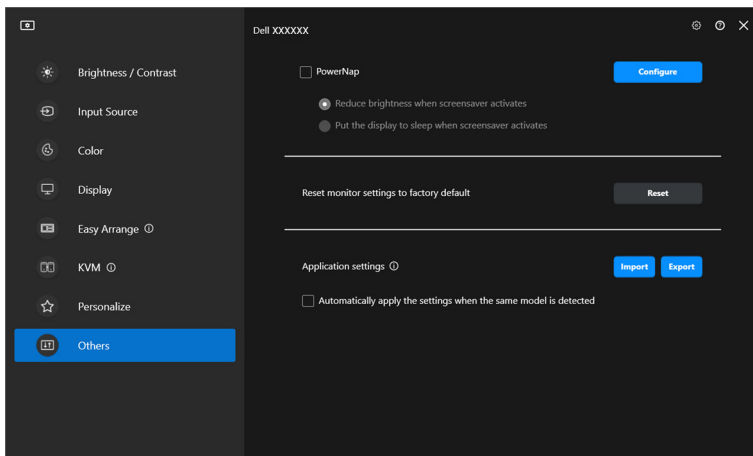 Dell XXXXXX
Brightness / Contrast
Input Source
Color
Display
Easy Arrange
KVM
Personalize
Others
PowerNap
Configure
Reduce brightness when screensaver activates
Put the display to sleep when screensaver activates
Reset monitor settings to factory default
Reset
Application settings
Import
Export
Automatically apply the settings when the same model is detected